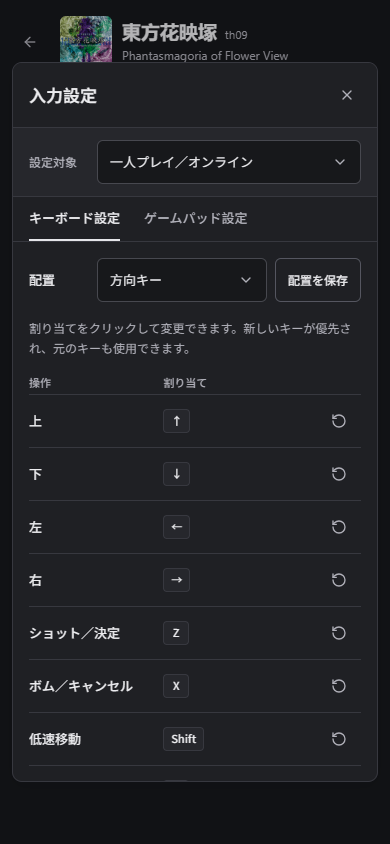 東方花映塚 th09
Phantasmagoria of Flower View
入力設定
設定対象 一人プレイ／オンライン
キーボード設定 ゲームパッド設定
配置 方向キー 配置を保存
割り当てをクリックして変更できます。新しいキーが優先さ
れ、元のキーも使用できます。
操作 割り当て
上 ↑
下 ↓
左 ←
右 →
ショット／決定 Z
ボム／キャンセル X
低速移動 Shift